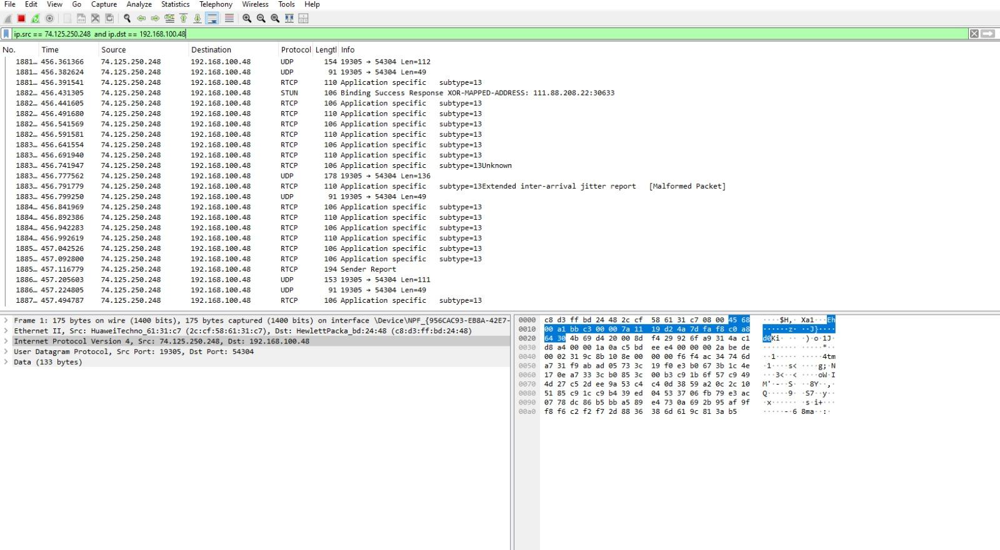 File Edit View Go Capture Analyze Statistics Telephony Wireless Tools Help
ip.src == 74.125.250.248 and ip.dst == 192.168.100.48
No. Time Source Destination Protocol Lengtl Info
1881… 456.361366 74.125.250.248 192.168.100.48 UDP 154 19305 → 54304 Len=112
1881… 456.382624 74.125.250.248 192.168.100.48 UDP 91 19305 → 54304 Len=49
1881… 456.391541 74.125.250.248 192.168.100.48 RTCP 110 Application specific subtype=13
1882… 456.431305 74.125.250.248 192.168.100.48 STUN 106 Binding Success Response XOR-MAPPED-ADDRESS: 111.88.208.22:30633
1882… 456.441605 74.125.250.248 192.168.100.48 RTCP 106 Application specific subtype=13
1882… 456.491680 74.125.250.248 192.168.100.48 RTCP 110 Application specific subtype=13
1882… 456.541569 74.125.250.248 192.168.100.48 RTCP 106 Application specific subtype=13
1882… 456.591581 74.125.250.248 192.168.100.48 RTCP 110 Application specific subtype=13
1883… 456.641554 74.125.250.248 192.168.100.48 RTCP 106 Application specific subtype=13
1883… 456.691940 74.125.250.248 192.168.100.48 RTCP 110 Application specific subtype=13
1883… 456.741947 74.125.250.248 192.168.100.48 RTCP 106 Application specific subtype=13Unknown
1883… 456.777562 74.125.250.248 192.168.100.48 UDP 178 19305 → 54304 Len=136
1883… 456.791779 74.125.250.248 192.168.100.48 RTCP 110 Application specific subtype=13Extended inter-arrival jitter report [Malformed Packet]
1883… 456.799250 74.125.250.248 192.168.100.48 UDP 91 19305 → 54304 Len=49
1884… 456.841969 74.125.250.248 192.168.100.48 RTCP 106 Application specific subtype=13
1884… 456.892386 74.125.250.248 192.168.100.48 RTCP 110 Application specific subtype=13
1884… 456.942283 74.125.250.248 192.168.100.48 RTCP 106 Application specific subtype=13
1884… 456.992619 74.125.250.248 192.168.100.48 RTCP 110 Application specific subtype=13
1885… 457.042526 74.125.250.248 192.168.100.48 RTCP 106 Application specific subtype=13
1885… 457.092800 74.125.250.248 192.168.100.48 RTCP 106 Application specific subtype=13
1885… 457.116779 74.125.250.248 192.168.100.48 RTCP 194 Sender Report
1886… 457.205603 74.125.250.248 192.168.100.48 UDP 153 19305 → 54304 Len=111
1886… 457.224805 74.125.250.248 192.168.100.48 UDP 91 19305 → 54304 Len=49
1887… 457.494787 74.125.250.248 192.168.100.48 RTCP 106 Application specific subtype=13
Frame 1: 175 bytes on wire (1400 bits), 175 bytes captured (1400 bits) on interface \Device\NPF_{956CAC93-EB8A-42E7-
Ethernet II, Src: HuaweiTechno_61:31:c7 (2c:cf:58:61:31:c7), Dst: HewlettPacka_bd:24:48 (c8:d3:ff:bd:24:48)
Internet Protocol Version 4, Src: 74.125.250.248, Dst: 192.168.100.48
User Datagram Protocol, Src Port: 19305, Dst Port: 54304
Data (133 bytes)
0000 c8 d3 ff bd 24 48 2c cf 58 61 31 c7 08 00 45 68 ····$H,· Xa1···Eh
0010 00 a1 bb c3 00 00 7a 11 19 d2 4a 7d fa f8 c0 a8 ······z· ··J}····
0020 64 30 4b 69 d4 20 00 8d f4 29 92 6f a9 31 4a c1 d0Ki· ·· ·)·o·1J·
0030 d8 a4 00 00 1a 0a c5 bd ee e4 00 00 00 2a be de ········ ·····*··
0040 00 02 31 9c 8b 10 8e 00 00 00 f6 f4 ac 34 74 6d ··1····· ·····4tm
0050 a7 31 f9 ab ad 05 73 3c 19 f0 e3 b0 67 3b 1c 4e ·1····s< ····g;·N
0060 17 0e a7 33 3c b0 85 3c 00 b3 c9 1b 6f 57 c9 49 ···3<··< ····oW·I
0070 4d 27 c5 2d ee 9a 53 c4 c4 0d 38 59 a2 0c 2c 10 M'·-··S· ··8Y··,·
0080 51 85 c9 1c c9 b4 39 ed 04 53 37 06 fb 79 e3 ac Q·····9· ·S7··y··
0090 07 78 dc 86 b5 bb a5 89 e4 73 0a 69 2b 95 af 9f ·x······ ·s·i+···
00a0 f8 f6 c2 f2 f7 2d 88 36 38 6d 61 9c 81 3a b5 ·····-·6 8ma··:·